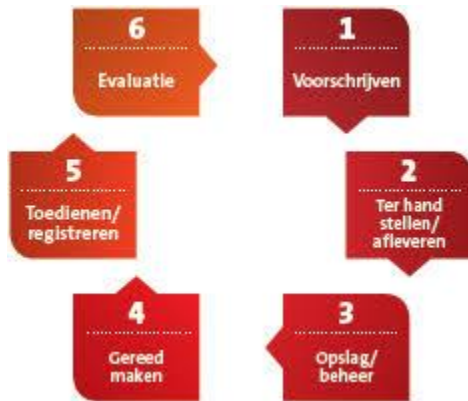 1
Voorschrijven
2
Ter hand
stellen/
afleveren
3
Opslag/
beheer
4
Gereed
maken
5
Toedienen/
registreren
6
Evaluatie